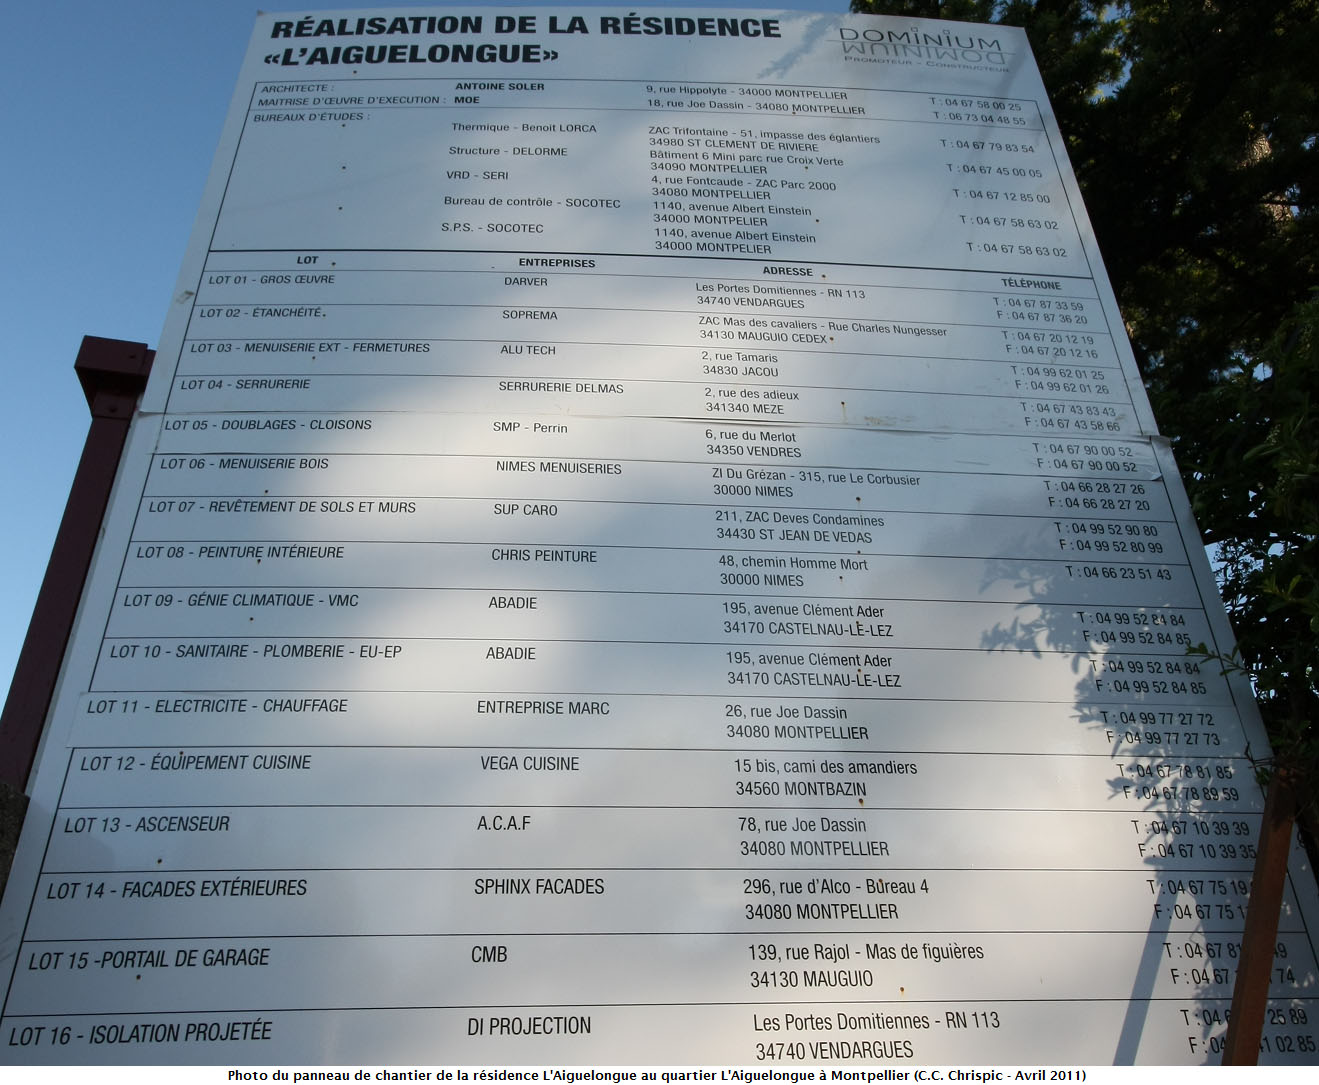 RÉALISATION DE LA RÉSIDENCE
«L'AIGUELONGUE»
DOMINIUM
DOMINIUM
PROMOTEUR - CONSTRUCTEUR
ARCHITECTE : ANTOINE SOLER 9, rue Hippolyte - 34000 MONTPELLIER T : 04 67 58 00 25
MAITRISE D'ŒUVRE D'EXECUTION : MOE 18, rue Joe Dassin - 34080 MONTPELLIER T : 06 73 04 48 55
BUREAUX D'ÉTUDES :
Thermique - Benoit LORCA ZAC Trifontaine - 51, impasse des églantiers T : 04 67 79 83 54
34980 ST CLEMENT DE RIVIERE
Structure - DELORME Bâtiment 6 Mini parc rue Croix Verte T : 04 67 45 00 05
34090 MONTPELLIER
VRD - SERI 4, rue Fontcaude - ZAC Parc 2000 T : 04 67 12 85 00
34080 MONTPELLIER
Bureau de contrôle - SOCOTEC 1140, avenue Albert Einstein T : 04 67 58 63 02
34000 MONTPELLIER
S.P.S. - SOCOTEC 1140, avenue Albert Einstein T : 04 67 58 63 02
34000 MONTPELIER
LOT ENTREPRISES ADRESSE TÉLÉPHONE
LOT 01 - GROS ŒUVRE DARVER Les Portes Domitiennes - RN 113 T : 04 67 87 33 59
34740 VENDARGUES F : 04 67 87 36 20
LOT 02 - ÉTANCHÉITÉ SOPREMA ZAC Mas des cavaliers - Rue Charles Nungesser T : 04 67 20 12 19
34130 MAUGUIO CEDEX F : 04 67 20 12 16
LOT 03 - MENUISERIE EXT - FERMETURES ALU TECH 2, rue Tamaris T : 04 99 62 01 25
34830 JACOU F : 04 99 62 01 26
LOT 04 - SERRURERIE SERRURERIE DELMAS 2, rue des adieux T : 04 67 43 83 43
341340 MEZE F : 04 67 43 58 66
LOT 05 - DOUBLAGES - CLOISONS SMP - Perrin 6, rue du Merlot T : 04 67 90 00 52
34350 VENDRES F : 04 67 90 00 52
LOT 06 - MENUISERIE BOIS NIMES MENUISERIES ZI Du Grézan - 315, rue Le Corbusier T : 04 66 28 27 26
30000 NIMES F : 04 66 28 27 20
LOT 07 - REVÊTEMENT DE SOLS ET MURS SUP CARO 211, ZAC Deves Condamines T : 04 99 52 90 80
34430 ST JEAN DE VEDAS F : 04 99 52 80 99
LOT 08 - PEINTURE INTÉRIEURE CHRIS PEINTURE 48, chemin Homme Mort T : 04 66 23 51 43
30000 NIMES
LOT 09 - GÉNIE CLIMATIQUE - VMC ABADIE 195, avenue Clément Ader T : 04 99 52 84 84
34170 CASTELNAU-LE-LEZ F : 04 99 52 84 85
LOT 10 - SANITAIRE - PLOMBERIE - EU-EP ABADIE 195, avenue Clément Ader T : 04 99 52 84 84
34170 CASTELNAU-LE-LEZ F : 04 99 52 84 85
LOT 11 - ELECTRICITE - CHAUFFAGE ENTREPRISE MARC 26, rue Joe Dassin T : 04 99 77 27 72
34080 MONTPELLIER F : 04 99 77 27 73
LOT 12 - ÉQUIPEMENT CUISINE VEGA CUISINE 15 bis, cami des amandiers T : 04 67 78 81 85
34560 MONTBAZIN F : 04 67 78 89 59
LOT 13 - ASCENSEUR A.C.A.F 78, rue Joe Dassin T : 04 67 10 39 39
34080 MONTPELLIER F : 04 67 10 39 35
LOT 14 - FACADES EXTÉRIEURES SPHINX FACADES 296, rue d'Alco - Bureau 4 T : 04 67 75 19
34080 MONTPELLIER F : 04 67 75
LOT 15 -PORTAIL DE GARAGE CMB 139, rue Rajol - Mas de figuières T : 04 67 49
34130 MAUGUIO F : 04 67 74
LOT 16 - ISOLATION PROJETÉE DI PROJECTION Les Portes Domitiennes - RN 113 T : 04 25 89
34740 VENDARGUES F : 02 85
Photo du panneau de chantier de la résidence L'Aiguelongue au quartier L'Aiguelongue à Montpellier (C.C. Chrispic - Avril 2011)